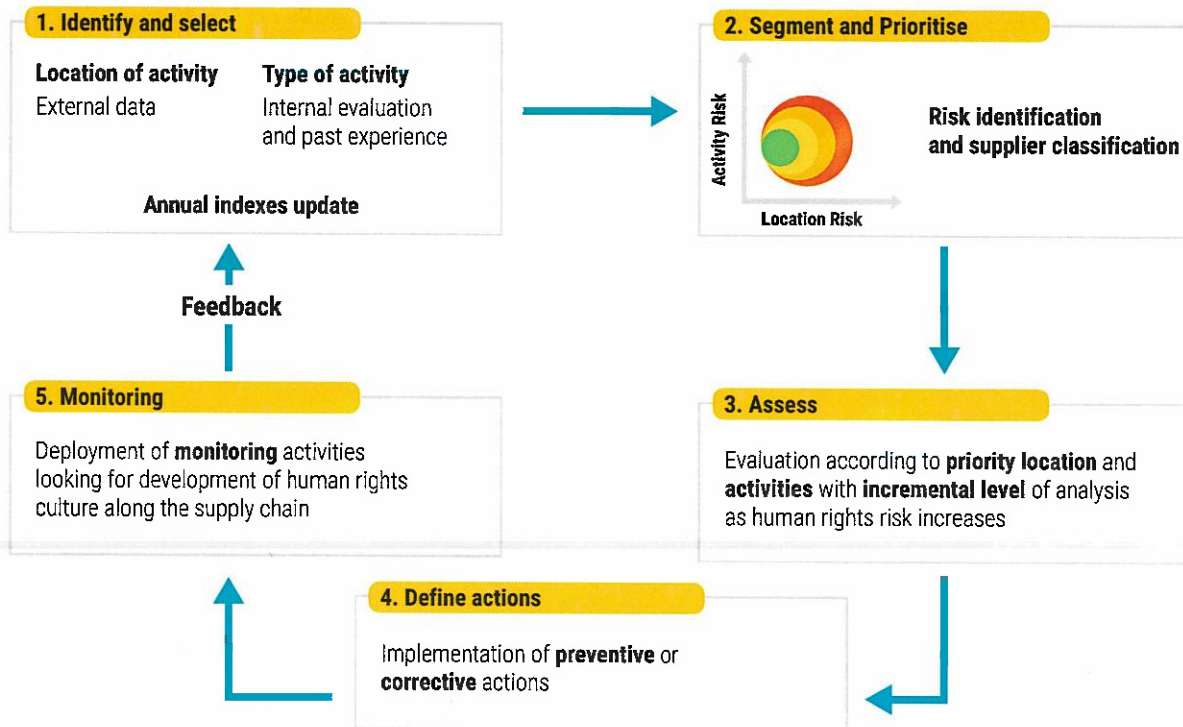 1. Identify and select
Location of activity
External data
Type of activity
Internal evaluation
and past experience
Annual indexes update
2. Segment and Prioritise
Activity Risk
Location Risk
Risk identification
and supplier classification
3. Assess
Evaluation according to priority location and
activities with incremental level of analysis
as human rights risk increases
4. Define actions
Implementation of preventive or
corrective actions
5. Monitoring
Deployment of monitoring activities
looking for development of human rights
culture along the supply chain
Feedback